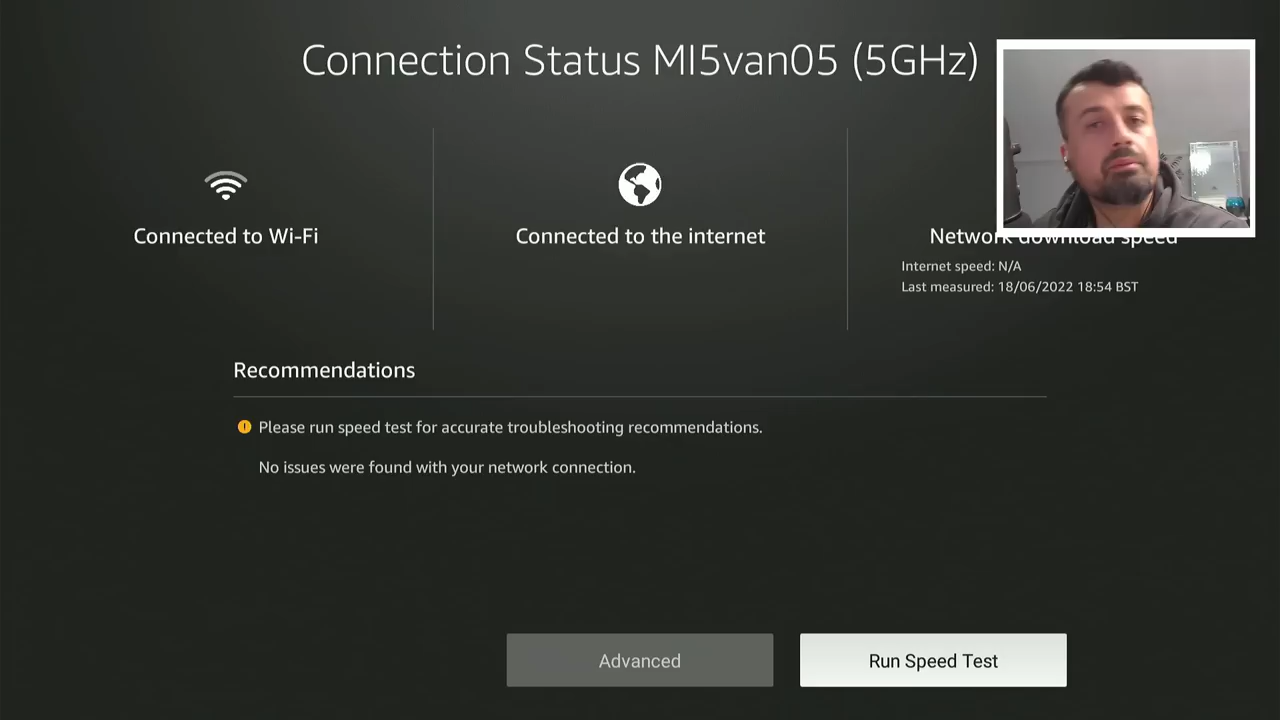 Connection Status MI5van05 (5GHz)
Connected to Wi-Fi
Connected to the internet
Network download speed
Internet speed: N/A
Last measured: 18/06/2022 18:54 BST
Recommendations
Please run speed test for accurate troubleshooting recommendations.
No issues were found with your network connection.
Advanced
Run Speed Test